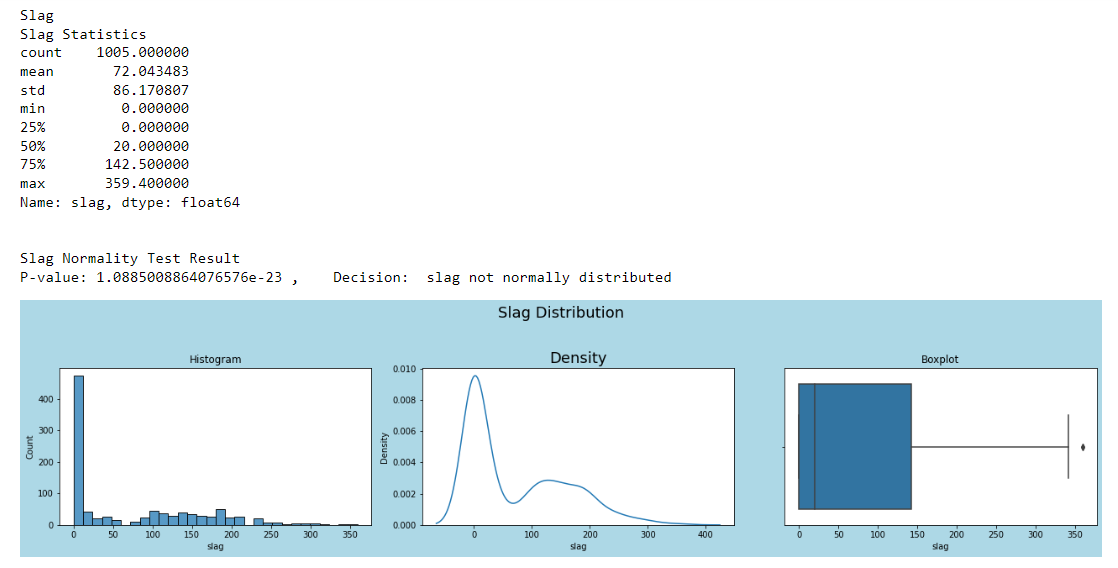 Slag
Slag Statistics
count    1005.000000
mean       72.043483
std        86.170807
min         0.000000
25%         0.000000
50%        20.000000
75%       142.500000
max       359.400000
Name: slag, dtype: float64
Slag Normality Test Result
P-value: 1.0885008864076576e-23 ,    Decision:  slag not normally distributed
Slag Distribution
Histogram
Count
400
300
200
100
0
0 50 100 150 200 250 300 350
slag
Density
Density
0.010
0.008
0.006
0.004
0.002
0.000
0 100 200 300 400
slag
Boxplot
0 50 100 150 200 250 300 350
slag